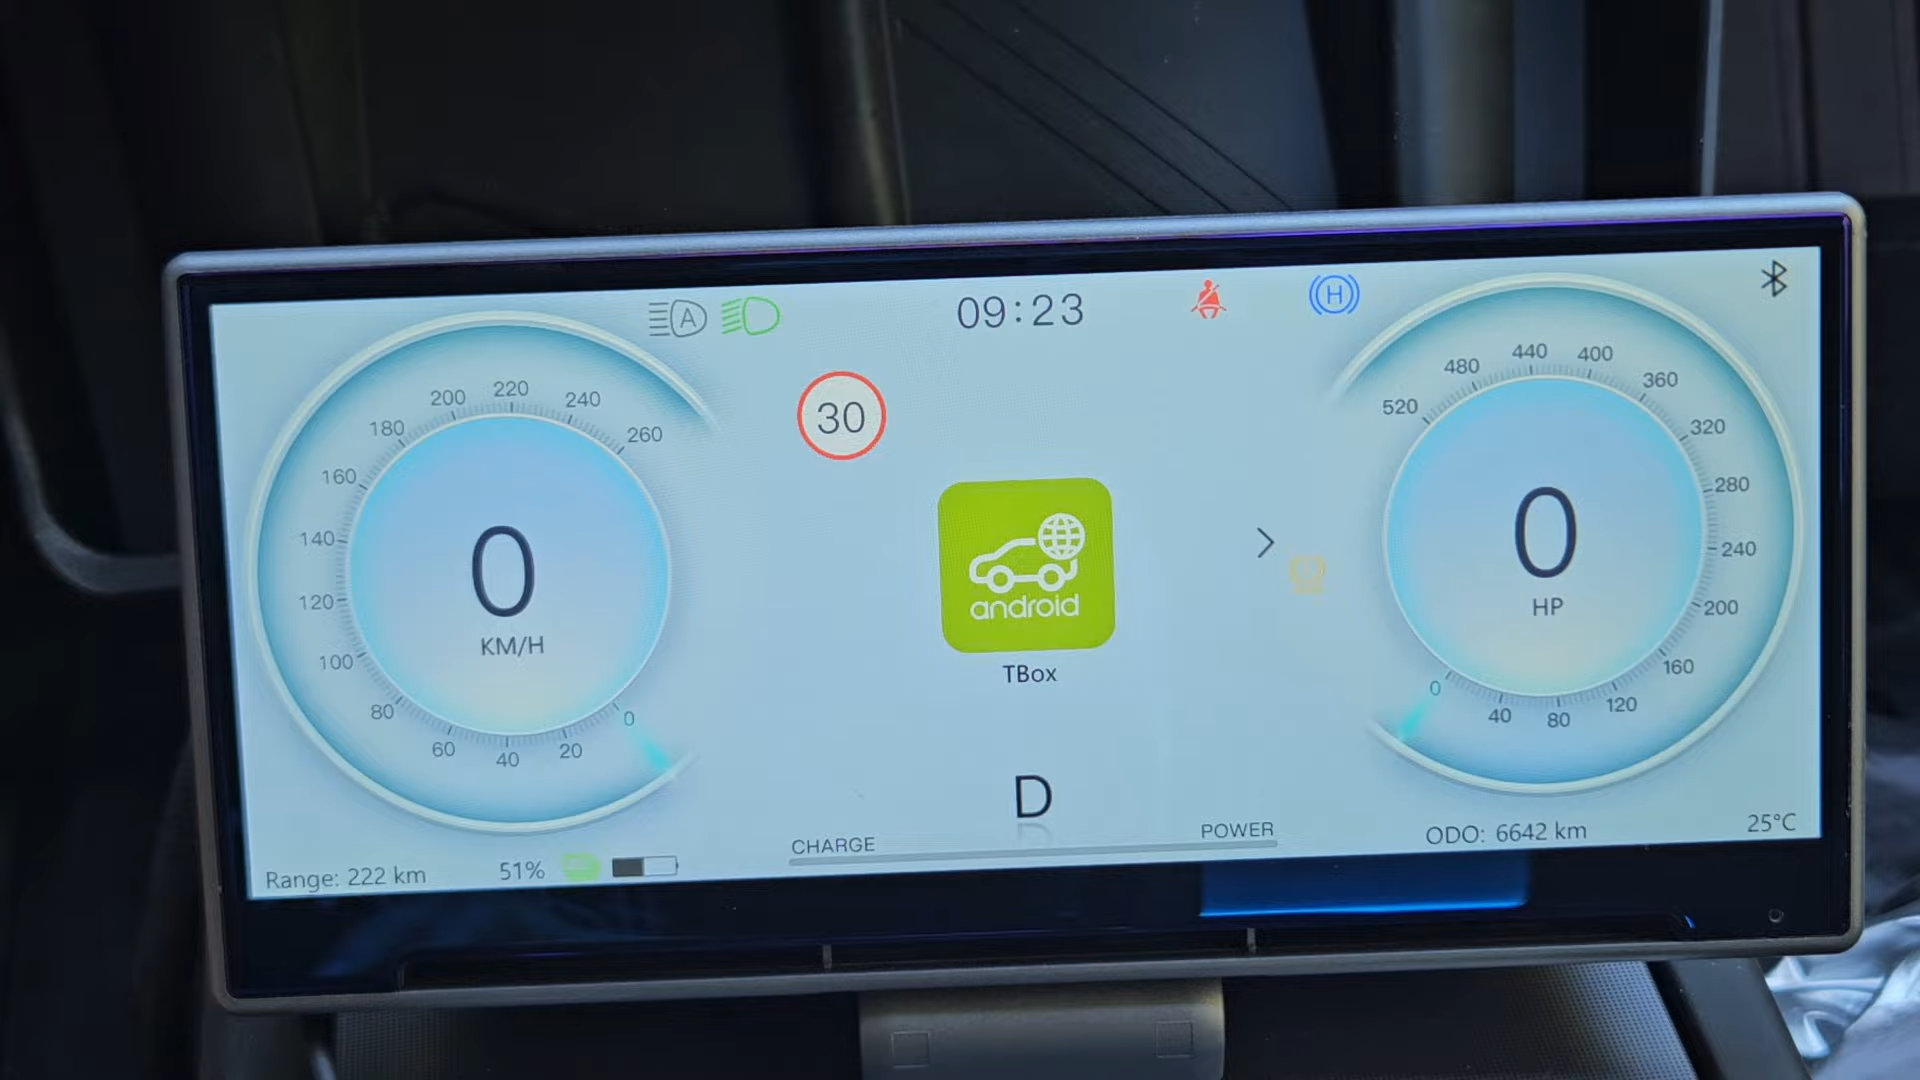 A
09:23
H
30
200 220 240
180 260
160
140
120
100
80
60 40 20 0
0
KM/H
android
TBox
480 440 400
520 360
320
280
240
200
160
0 40 80 120
0
HP
D
CHARGE POWER
Range: 222 km 51%
ODO: 6642 km 25°C